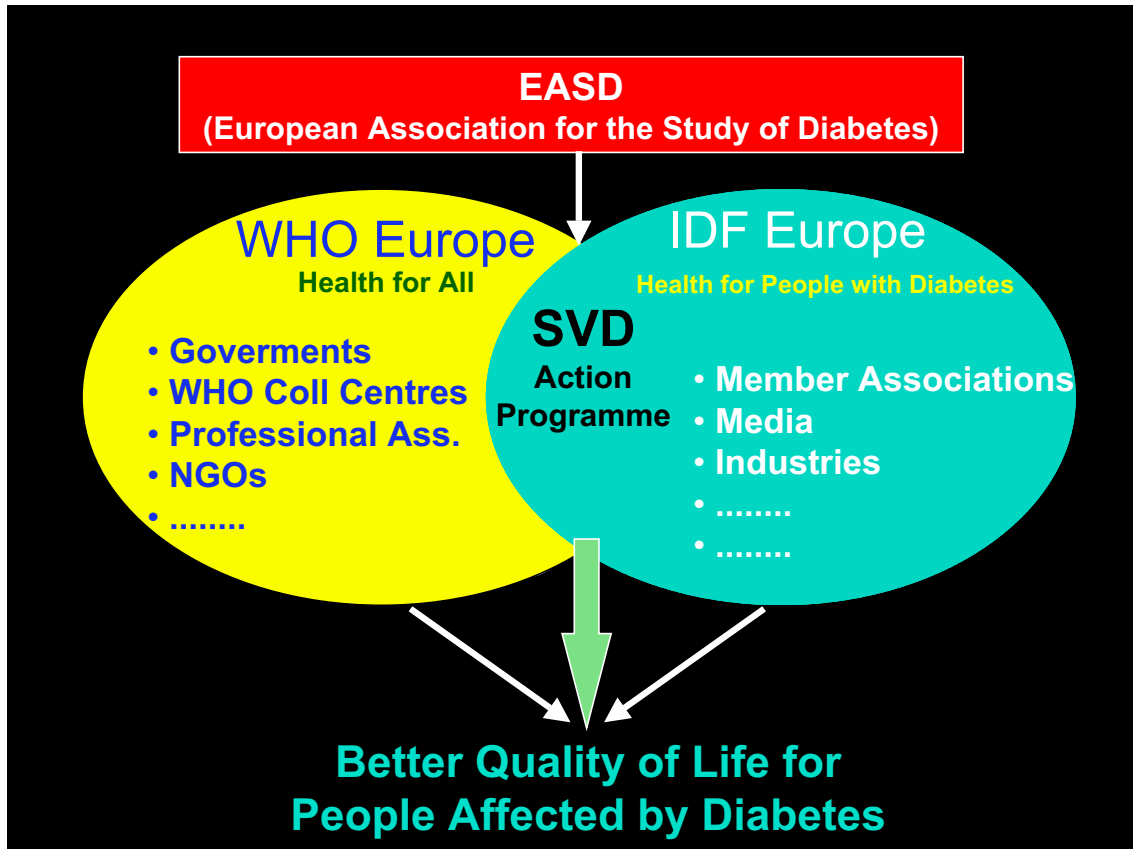 EASD
(European Association for the Study of Diabetes)
WHO Europe
Health for All
• Goverments
• WHO Coll Centres
• Professional Ass.
• NGOs
• ........
SVD
Action
Programme
IDF Europe
Health for People with Diabetes
• Member Associations
• Media
• Industries
• ........
• ........
Better Quality of Life for
People Affected by Diabetes